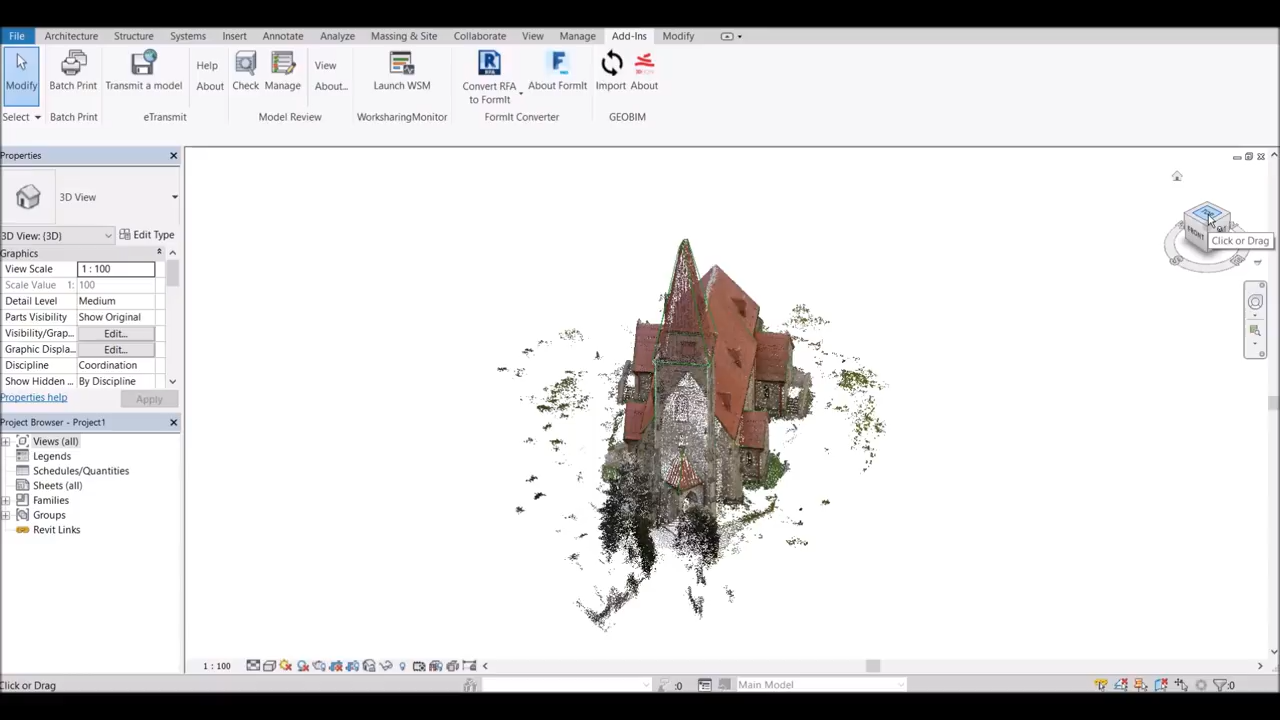 File Architecture Structure Systems Insert Annotate Analyze Massing & Site Collaborate View Manage Add-Ins Modify
Modify Batch Print Transmit a model Help About Check Manage View About... Launch WSM Convert RFA to FormIt About FormIt Import About
Select Batch Print eTransmit Model Review WorksharingMonitor FormIt Converter GEOBIM
Properties
3D View
3D View: {3D} Edit Type
Graphics
View Scale 1 : 100
Scale Value 1: 100
Detail Level Medium
Parts Visibility Show Original
Visibility/Grap... Edit...
Graphic Displa... Edit...
Discipline Coordination
Show Hidden ... By Discipline
Properties help Apply
Project Browser - Project1
Views (all)
Legends
Schedules/Quantities
Sheets (all)
Families
Groups
Revit Links
FRONT
Click or Drag
1 : 100
Click or Drag :0 Main Model :0